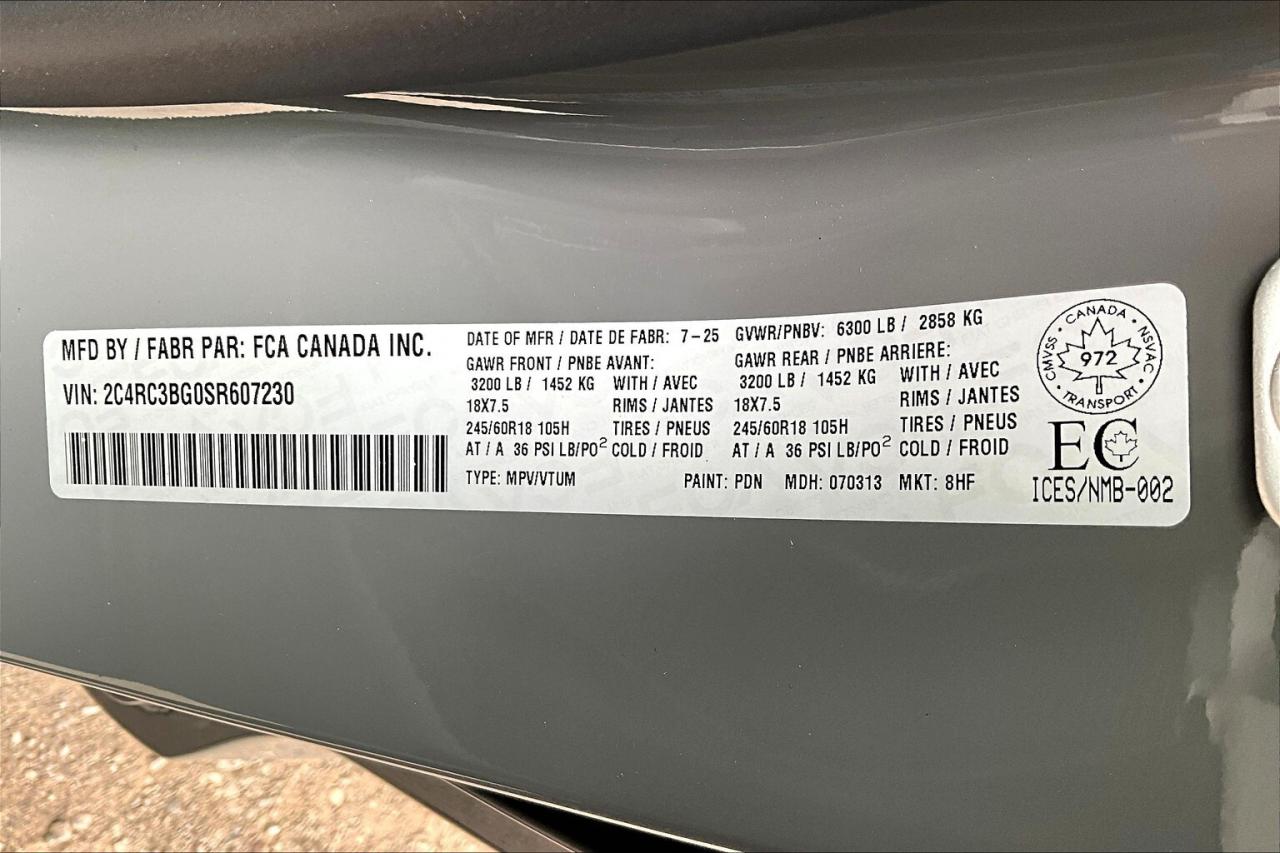 MFD BY / FABR PAR: FCA CANADA INC.
VIN: 2C4RC3BG0SR607230
DATE OF MFR / DATE DE FABR: 7-25 GVWR/PNBV: 6300 LB / 2858 KG
GAWR FRONT / PNBE AVANT: GAWR REAR / PNBE ARRIERE:
3200 LB / 1452 KG WITH / AVEC 3200 LB / 1452 KG WITH / AVEC
18X7.5 RIMS / JANTES 18X7.5 RIMS / JANTES
245/60R18 105H TIRES / PNEUS 245/60R18 105H TIRES / PNEUS
AT / A 36 PSI LB/PO² COLD / FROID AT / A 36 PSI LB/PO² COLD / FROID
TYPE: MPV/VTUM PAINT: PDN MDH: 070313 MKT: 8HF
CANADA
CMVSS 972 NSVAC
TRANSPORT
EC
ICES/NMB-002